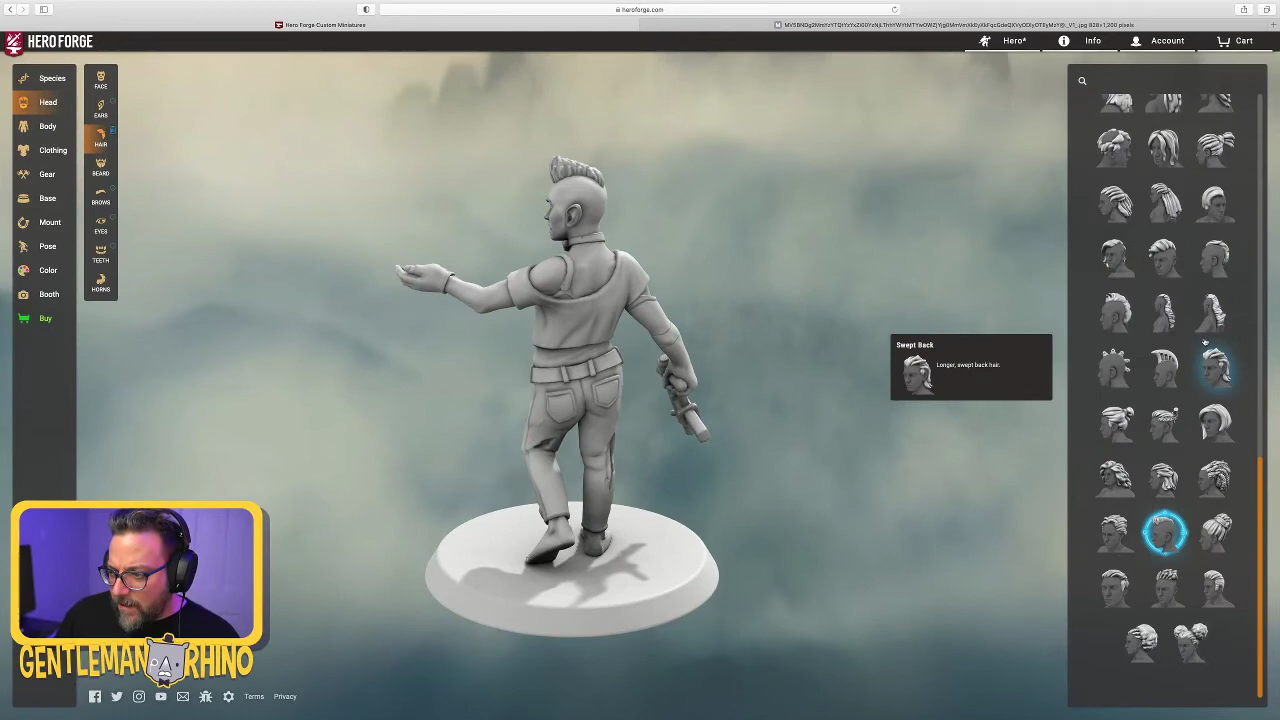 heroforge.com
Hero Forge Custom Miniatures
HERO FORGE
Hero*
Info
Account
Cart
Species
Head
Body
Clothing
Gear
Base
Mount
Pose
Color
Booth
Buy
FACE
EARS
HAIR
BEARD
BROWS
EYES
TEETH
HORNS
Swept Back
Longer, swept back hair.
GENTLEMAN RHINO
Terms
Privacy